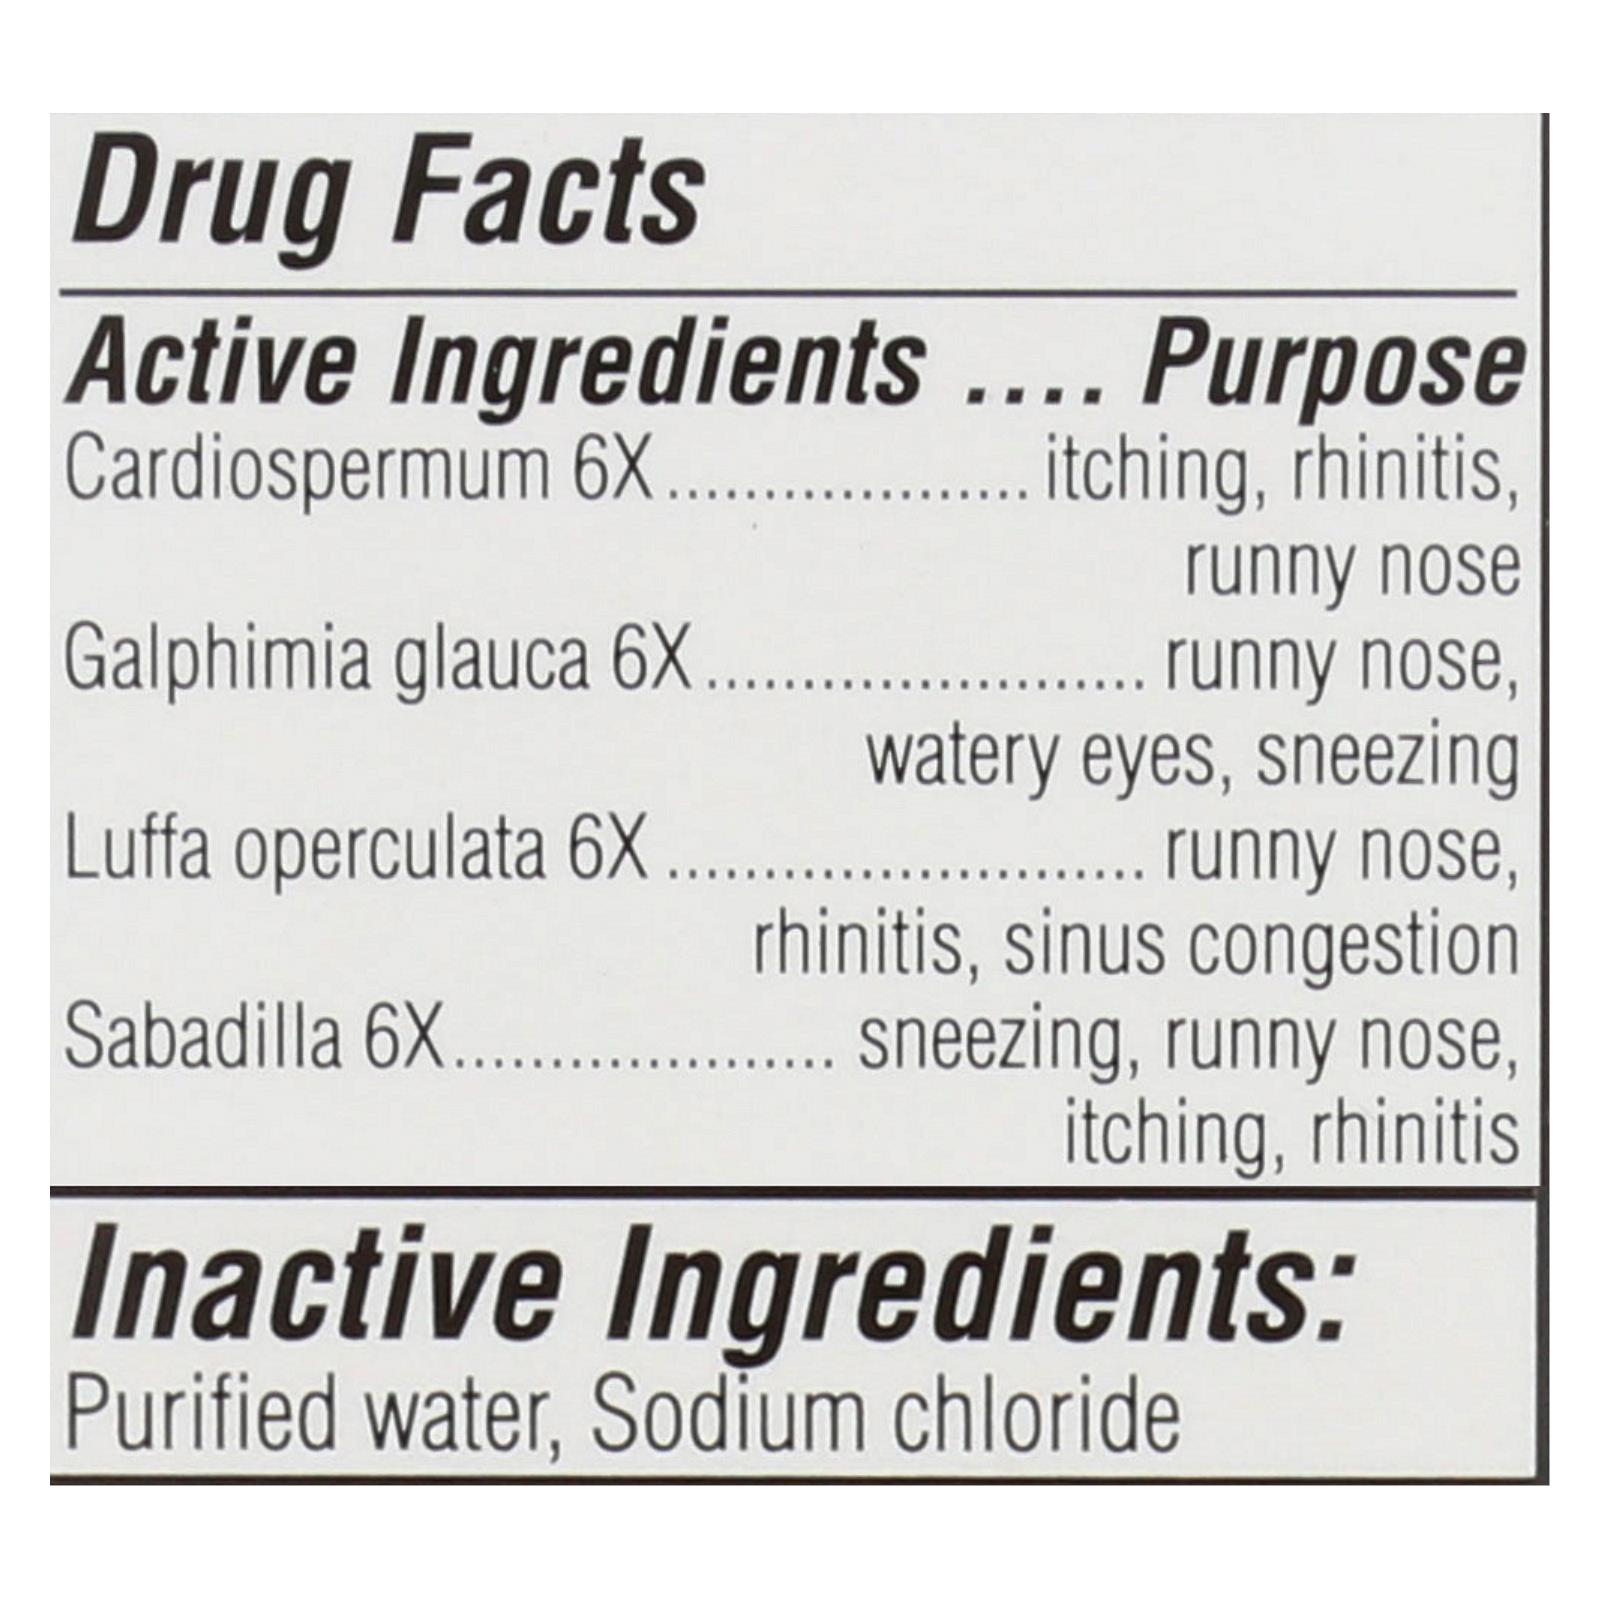 Drug Facts
Active Ingredients .... Purpose
Cardiospermum 6X................... itching, rhinitis,
runny nose
Galphimia glauca 6X....................... runny nose,
watery eyes, sneezing
Luffa operculata 6X ......................... runny nose,
rhinitis, sinus congestion
Sabadilla 6X.................... sneezing, runny nose,
itching, rhinitis
Inactive Ingredients:
Purified water, Sodium chloride